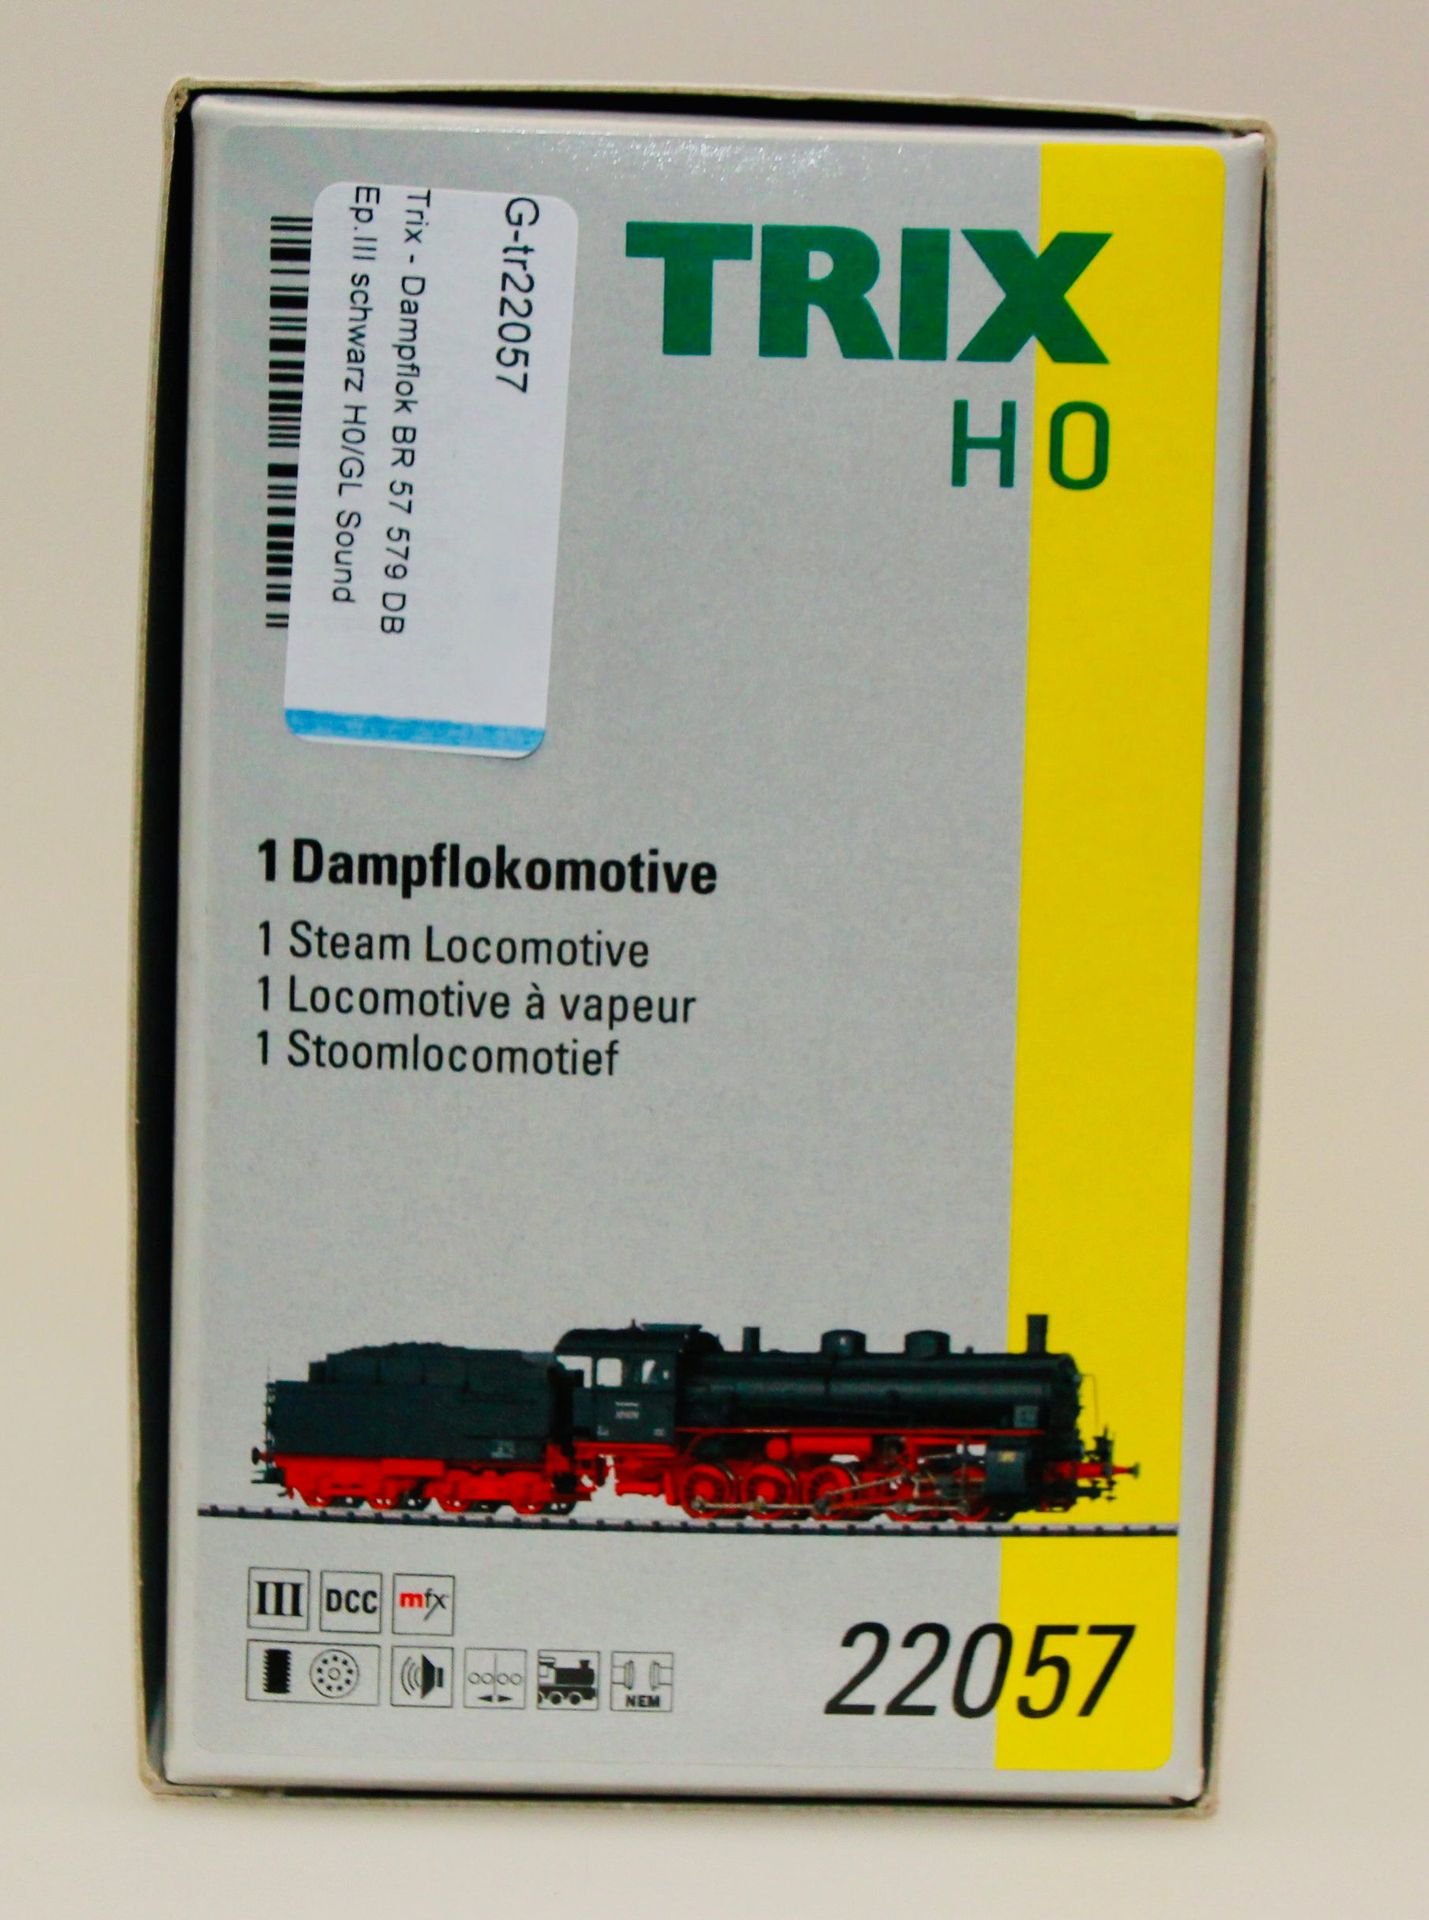 TRIX
H0
G-tr22057
Trix - Dampflok BR 57 579 DB
Ep.III schwarz H0/GL Sound
1 Dampflokomotive
1 Steam Locomotive
1 Locomotive à vapeur
1 Stoomlocomotief
III DCC mfx
NEM
22057